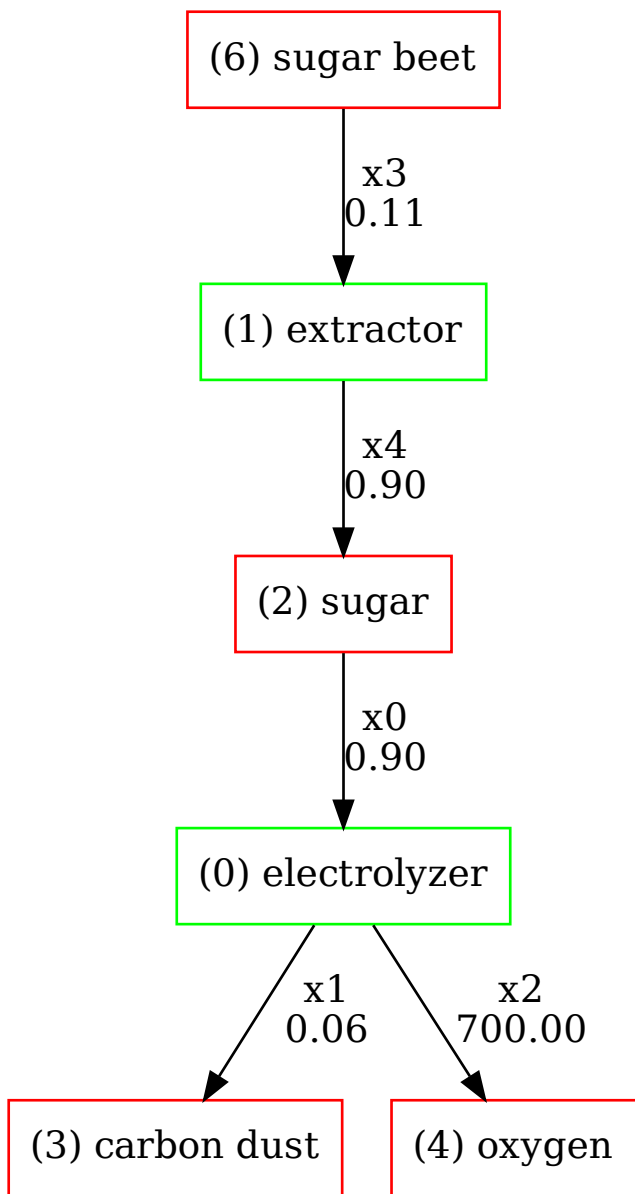 (6) sugar beet
x3
0.11
(1) extractor
x4
0.90
(2) sugar
x0
0.90
(0) electrolyzer
x1
0.06
x2
700.00
(3) carbon dust
(4) oxygen